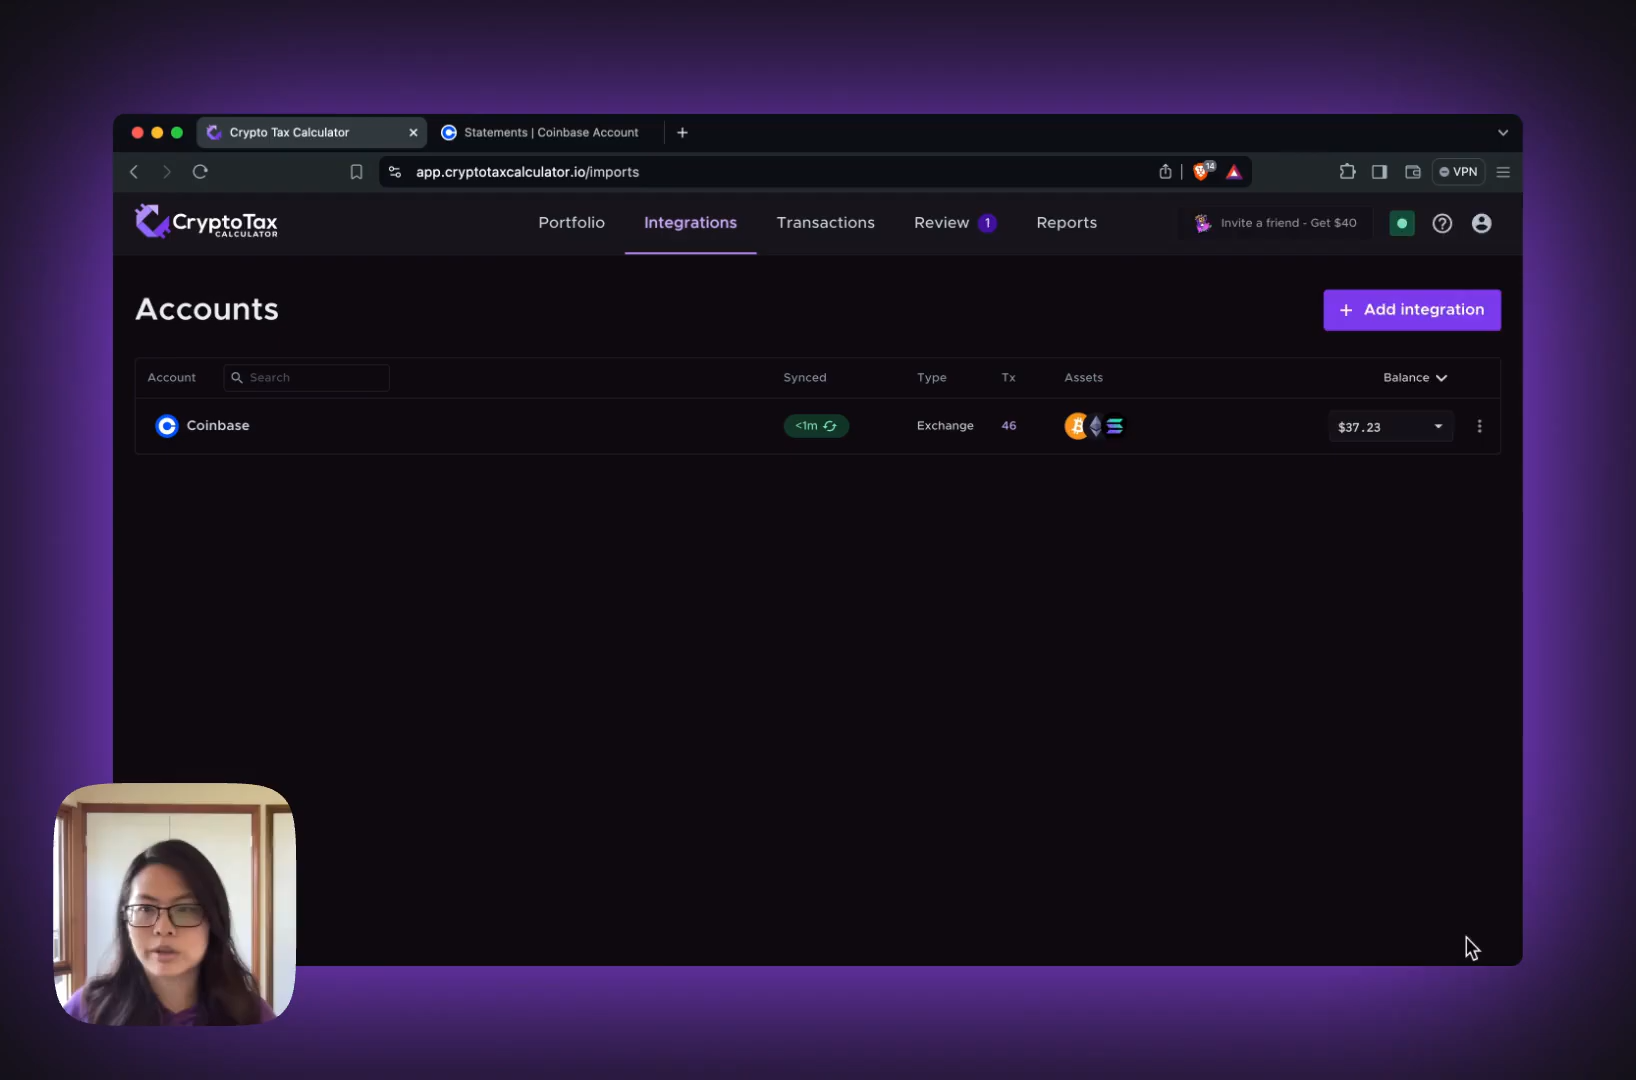 Crypto Tax Calculator
Statements | Coinbase Account
app.cryptotaxcalculator.io/imports
14
VPN
CryptoTax
CALCULATOR
Portfolio
Integrations
Transactions
Review 1
Reports
Invite a friend - Get $40
Accounts
+ Add integration
Account
Search
Synced
Type
Tx
Assets
Balance
Coinbase
<1m
Exchange
46
$37.23